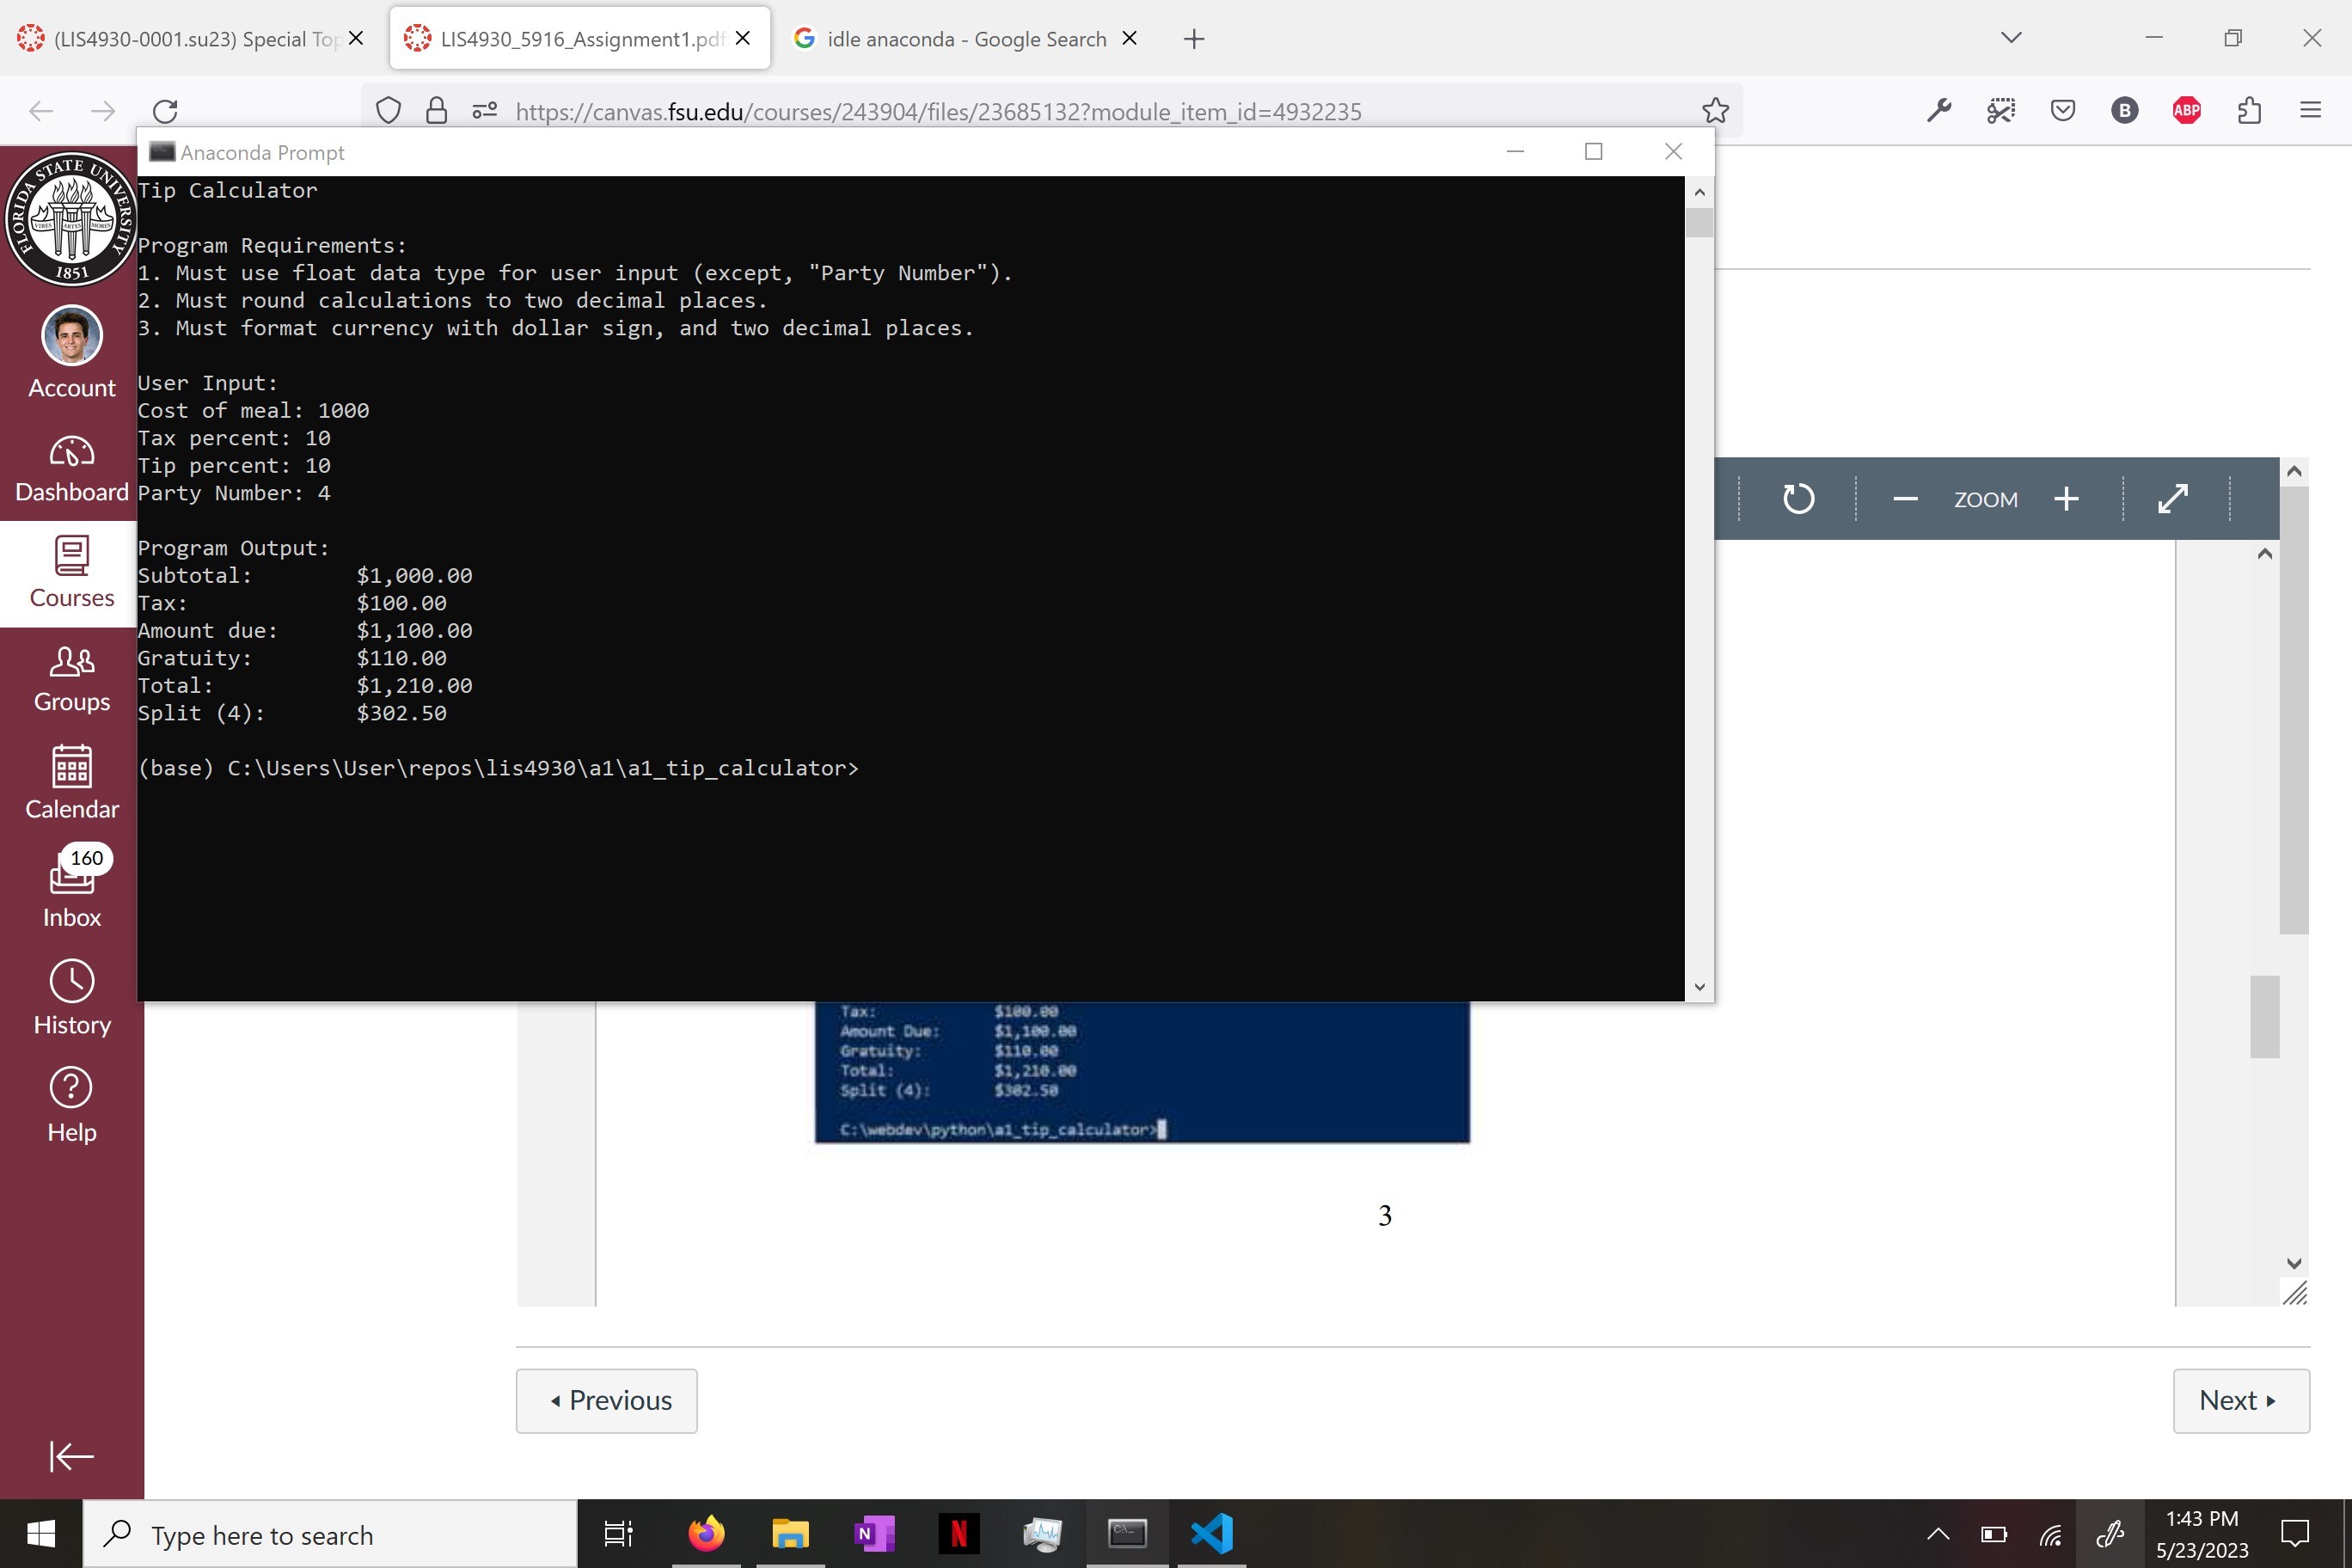 (LIS4930-0001.su23) Special Top
LIS4930_5916_Assignment1.pdf
idle anaconda - Google Search
https://canvas.fsu.edu/courses/243904/files/23685132?module_item_id=4932235
B
ABP
Anaconda Prompt
FLORIDA STATE UNIVERSITY
VIRES ARTES MORES
1851
Account
Dashboard
Courses
Groups
Calendar
160
Inbox
History
Help
Tip Calculator
Program Requirements:
1. Must use float data type for user input (except, "Party Number").
2. Must round calculations to two decimal places.
3. Must format currency with dollar sign, and two decimal places.
User Input:
Cost of meal: 1000
Tax percent: 10
Tip percent: 10
Party Number: 4
Program Output:
Subtotal: $1,000.00
Tax: $100.00
Amount due: $1,100.00
Gratuity: $110.00
Total: $1,210.00
Split (4): $302.50
(base) C:\Users\User\repos\lis4930\a1\a1_tip_calculator>
ZOOM
Tax: $100.00
Amount Due: $1,100.00
Gratuity: $110.00
Total: $1,210.00
Split (4): $302.50
C:\webdev\python\a1_tip_calculator>
3
Previous
Next
Type here to search
N
N
C:\_
1:43 PM
5/23/2023